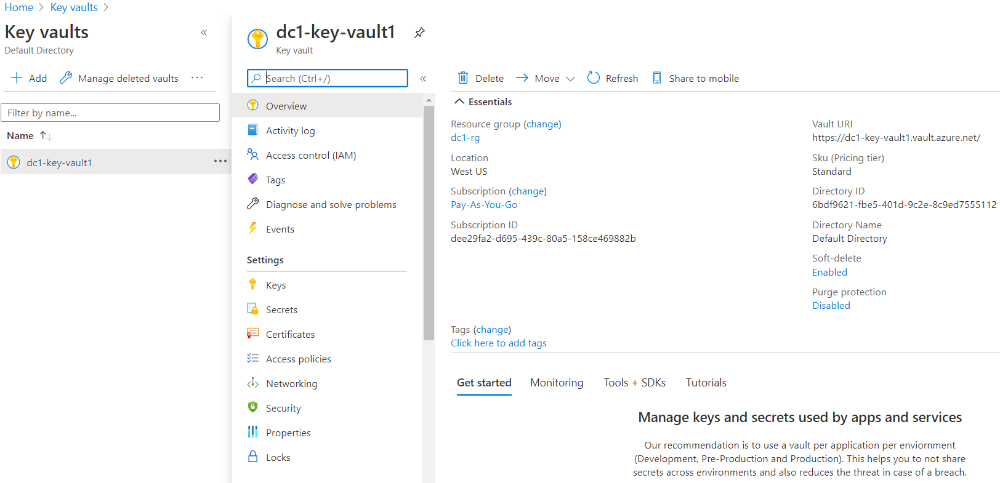 Home > Key vaults >
Key vaults
«
Default Directory
Add
Manage deleted vaults
...
Filter by name...
Name ↑↓
dc1-key-vault1
...
dc1-key-vault1
Key vault
Search (Ctrl+/)
«
Overview
Activity log
Access control (IAM)
Tags
Diagnose and solve problems
Events
Settings
Keys
Secrets
Certificates
Access policies
Networking
Security
Properties
Locks
Delete
Move
Refresh
Share to mobile
Essentials
Resource group (change)
dc1-rg
Location
West US
Subscription (change)
Pay-As-You-Go
Subscription ID
dee29fa2-d695-439c-80a5-158ce469882b
Vault URI
https://dc1-key-vault1.vault.azure.net/
Sku (Pricing tier)
Standard
Directory ID
6bdf9621-fbe5-401d-9c2e-8c9ed7555112
Directory Name
Default Directory
Soft-delete
Enabled
Purge protection
Disabled
Tags (change)
Click here to add tags
Get started
Monitoring
Tools + SDKs
Tutorials
Manage keys and secrets used by apps and services
Our recommendation is to use a vault per application per enviornment
(Development, Pre-Production and Production). This helps you to not share
secrets across environments and also reduces the threat in case of a breach.